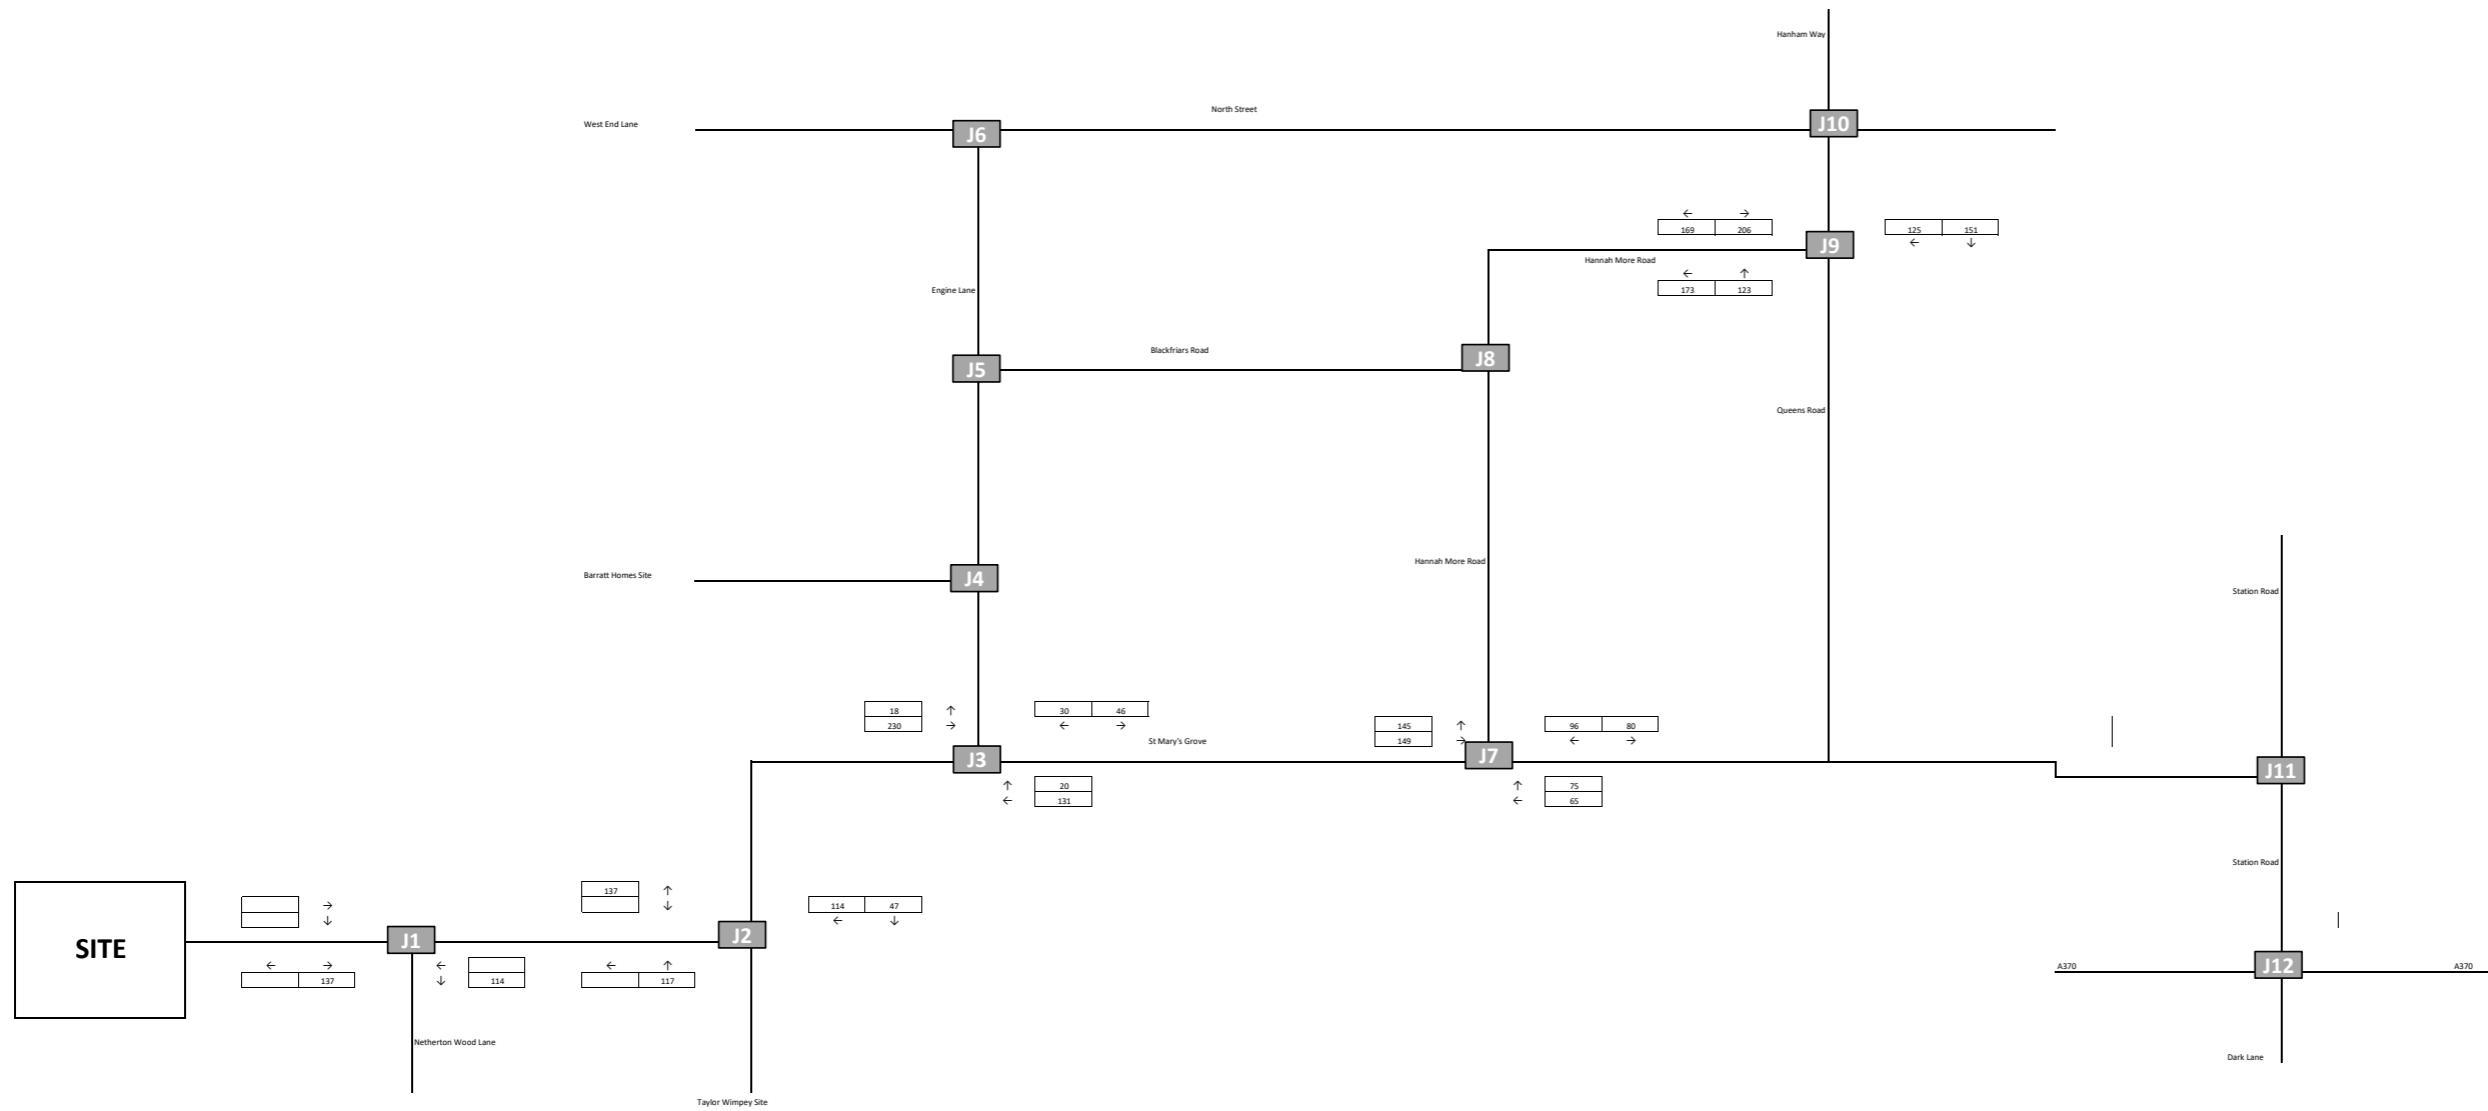 Hanham Way
North Street
West End Lane
J6
J10
← →
169 206
125 151
← ↓
J9
Hannah More Road
← ↑
173 123
Engine Lane
Blackfriars Road
J8
J5
Queens Road
Hannah More Road
Barratt Homes Site
J4
Station Road
18 ↑
230 →
30 46
← →
145 ↑
149 →
96 80
← →
St Mary's Grove
J3
J7
J11
↑ 20
← 131
↑ 75
← 65
Station Road
137 ↑
↓
→
↓
114 47
← ↓
SITE
J1
J2
← →
137
←
↓ 114
← ↑
117
A370
J12
A370
Netherton Wood Lane
Dark Lane
Taylor Wimpey Site